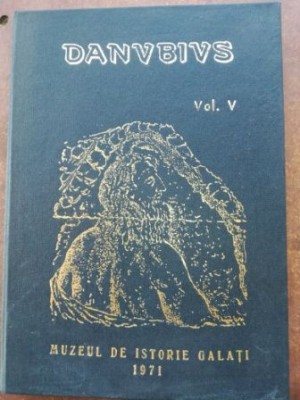 DANVBIVS
Vol. V
MUZEUL DE ISTORIE GALAȚI
1971